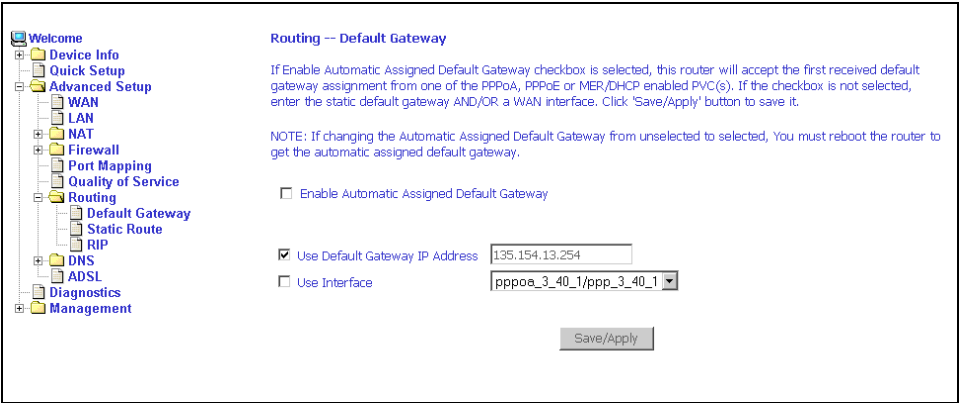 Welcome
Device Info
Quick Setup
Advanced Setup
WAN
LAN
NAT
Firewall
Port Mapping
Quality of Service
Routing
Default Gateway
Static Route
RIP
DNS
ADSL
Diagnostics
Management
Routing -- Default Gateway
If Enable Automatic Assigned Default Gateway checkbox is selected, this router will accept the first received default
gateway assignment from one of the PPPoA, PPPoE or MER/DHCP enabled PVC(s). If the checkbox is not selected,
enter the static default gateway AND/OR a WAN interface. Click 'Save/Apply' button to save it.
NOTE: If changing the Automatic Assigned Default Gateway from unselected to selected, You must reboot the router to
get the automatic assigned default gateway.
Enable Automatic Assigned Default Gateway
Use Default Gateway IP Address 135.154.13.254
Use Interface pppoa_3_40_1/ppp_3_40_1
Save/Apply